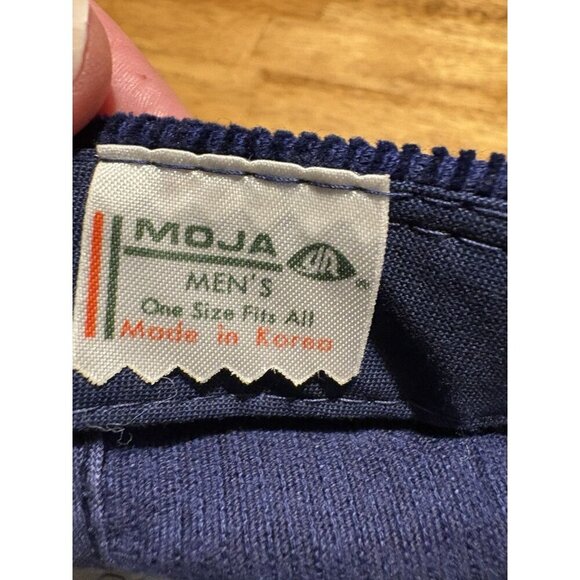 MOJA
MEN'S
One Size Fits All
Made in Korea